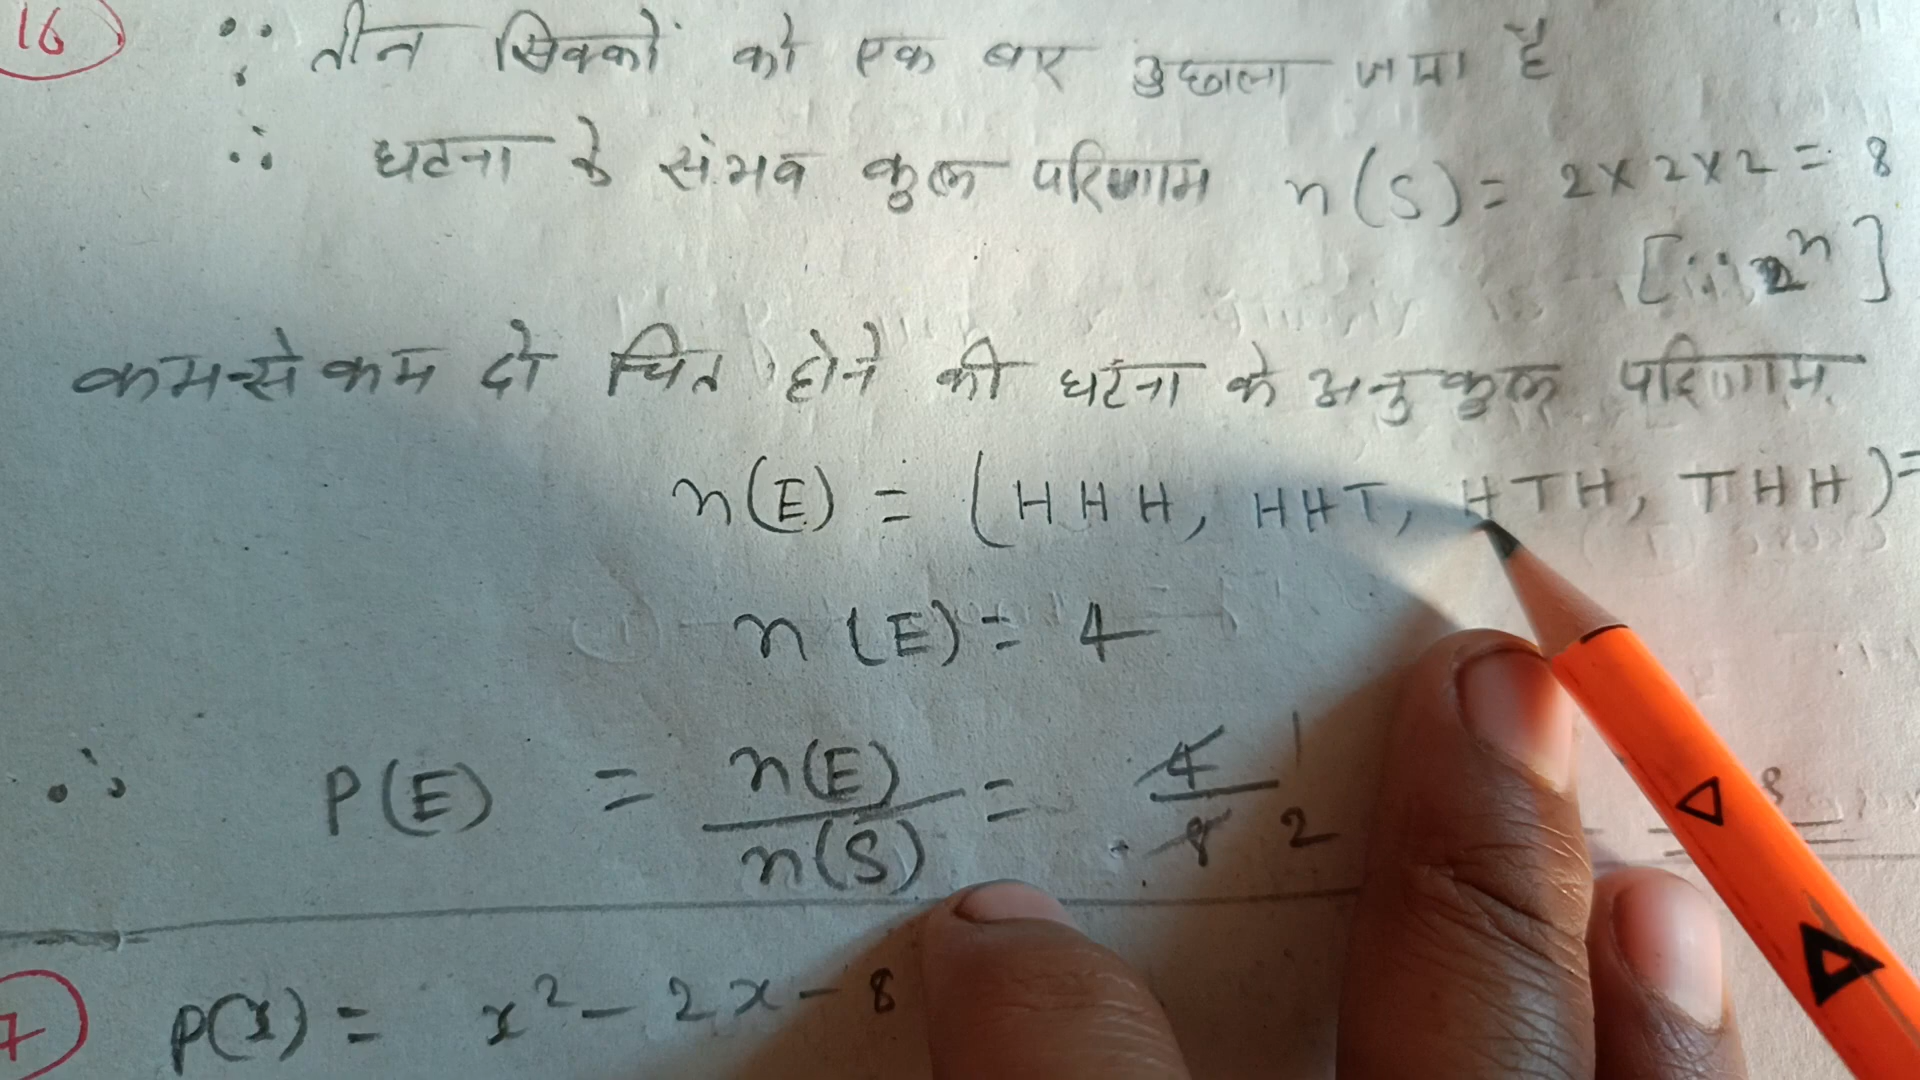 16 ∵ तीन सिक्कों को एक बार उछाला जाता है
∴ घटना के संभव कुल परिणाम n(S) = 2×2×2 = 8
[∵ 2ⁿ]
कम से कम दो चित होने की घटना के अनुकुल परिणाम
n(E) = (HHH, HHT, HTH, THH) =
n(E) = 4
∴ P(E) = n(E)/n(S) = 4/8 1/2
7 P(x) = x² - 2x - 8